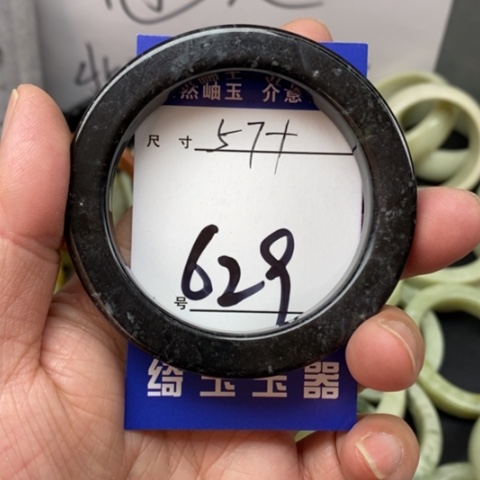 然岫玉 介意
尺寸 57+
号 629
绮玉玉器